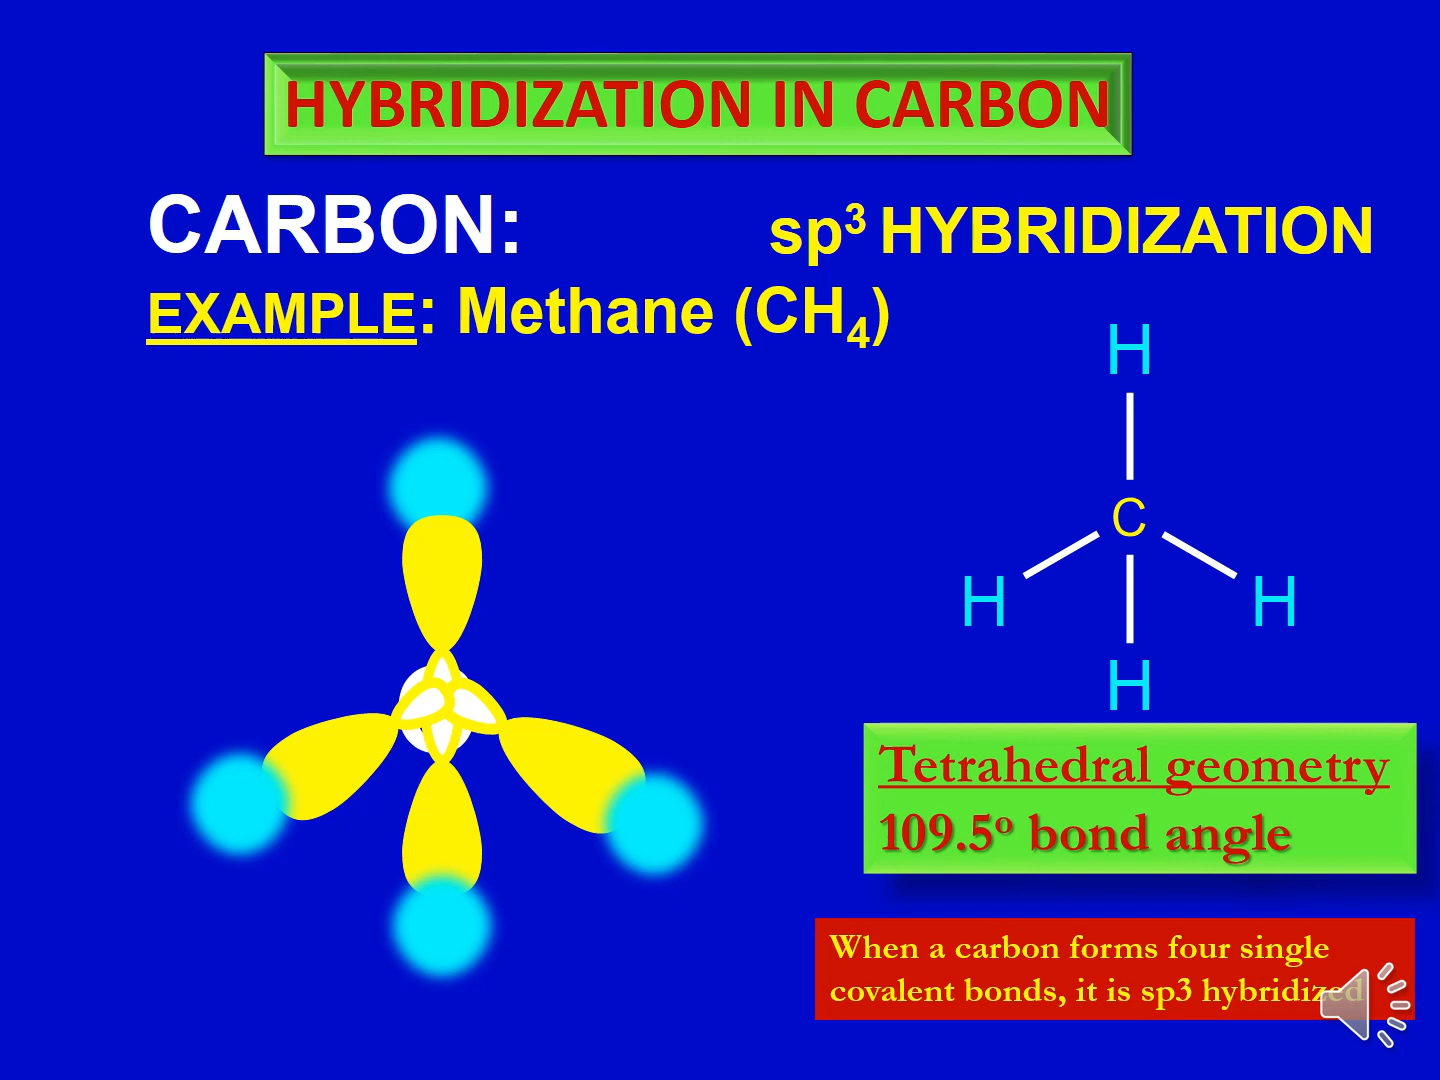 HYBRIDIZATION IN CARBON
CARBON: sp³ HYBRIDIZATION
EXAMPLE: Methane (CH₄)
H
C
H H
H
Tetrahedral geometry
109.5º bond angle
When a carbon forms four single
covalent bonds, it is sp3 hybridized